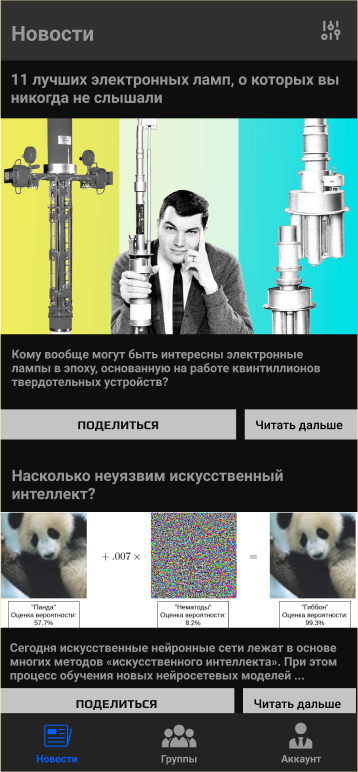 Новости
11 лучших электронных ламп, о которых вы
никогда не слышали
Кому вообще могут быть интересны электронные
лампы в эпоху, основанную на работе квинтиллионов
твердотельных устройств?
ПОДЕЛИТЬСЯ
Читать дальше
Насколько неуязвим искусственный
интеллект?
+ .007 ×
=
"Панда"
Оценка вероятности:
57.7%
"Нематоды"
Оценка вероятности:
8.2%
"Гиббон"
Оценка вероятности:
99.3%
Сегодня искусственные нейронные сети лежат в основе
многих методов «искусственного интеллекта». При этом
процесс обучения новых нейросетевых моделей ...
ПОДЕЛИТЬСЯ
Читать дальше
Новости
Группы
Аккаунт